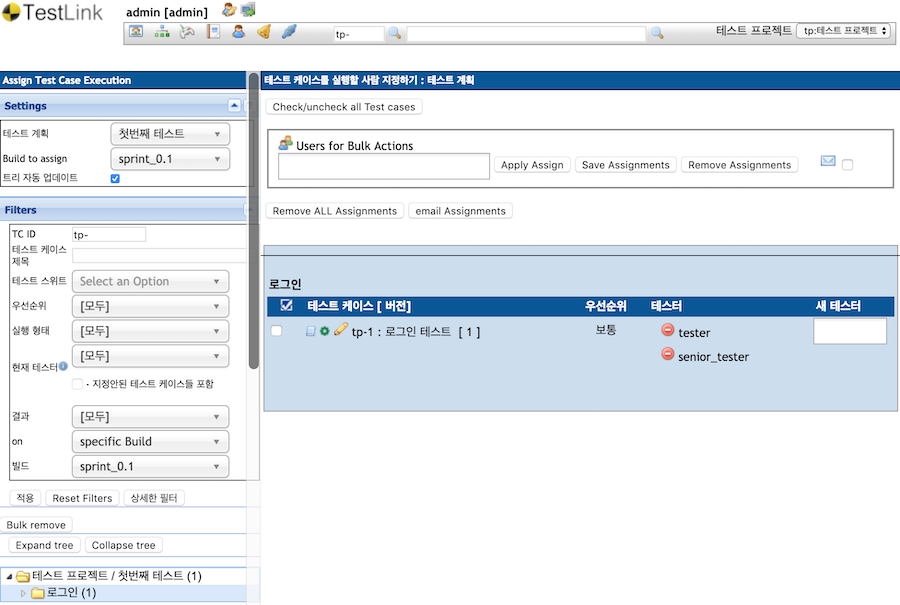 TestLink
admin [admin]
tp-
테스트 프로젝트
tp:테스트 프로젝트
Assign Test Case Execution
Settings
테스트 계획
첫번째 테스트
Build to assign
sprint_0.1
트리 자동 업데이트
Filters
TC ID
tp-
테스트 케이스
제목
테스트 스위트
Select an Option
우선순위
[모두]
실행 형태
[모두]
현재 테스터
[모두]
- 지정안된 테스트 케이스들 포함
결과
[모두]
on
specific Build
빌드
sprint_0.1
적용
Reset Filters
상세한 필터
Bulk remove
Expand tree
Collapse tree
테스트 프로젝트 / 첫번째 테스트 (1)
로그인 (1)
테스트 케이스를 실행할 사람 지정하기 : 테스트 계획
Check/uncheck all Test cases
Users for Bulk Actions
Apply Assign
Save Assignments
Remove Assignments
Remove ALL Assignments
email Assignments
로그인
테스트 케이스 [ 버전]
우선순위
테스터
새 테스터
tp-1 : 로그인 테스트 [ 1 ]
보통
tester
senior_tester